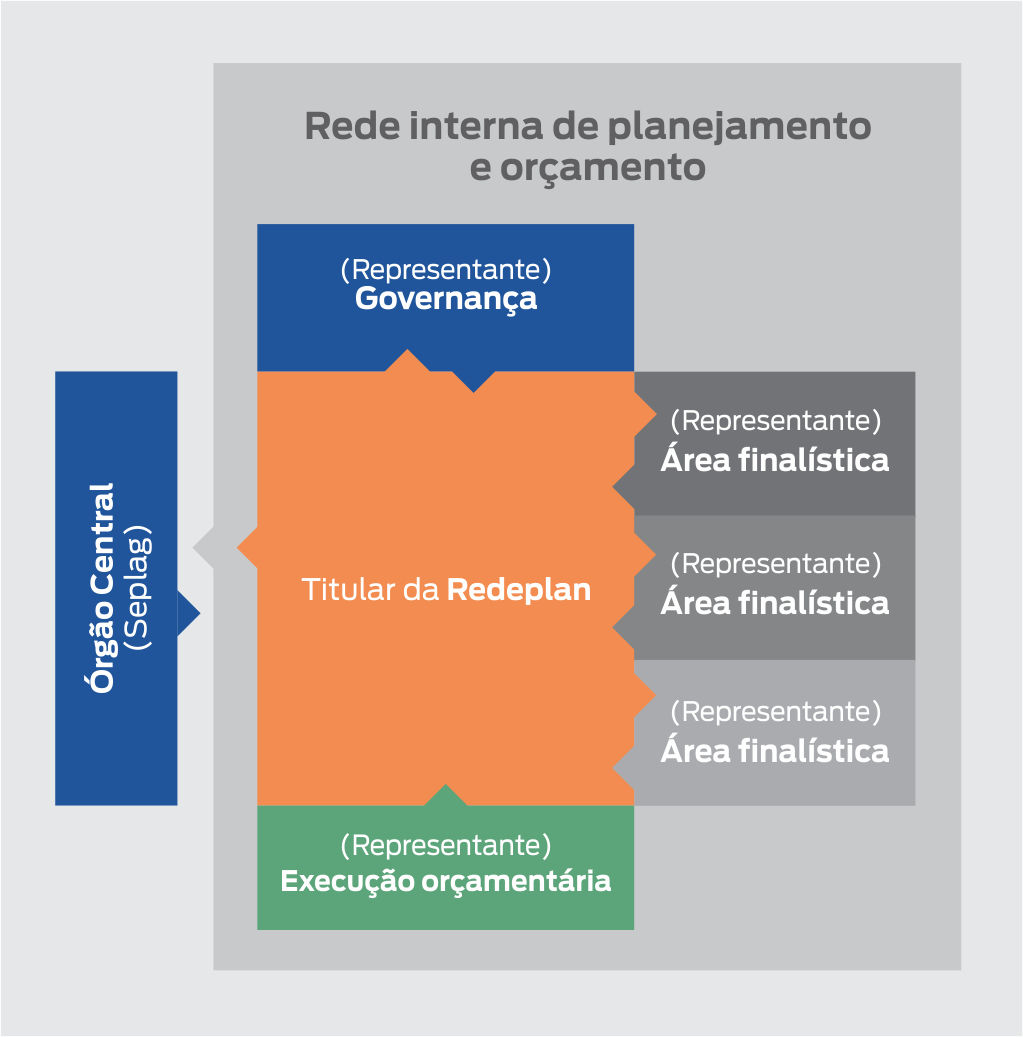 Rede interna de planejamento
e orçamento
(Representante)
Governança
Órgão Central
(Seplag)
Titular da Redeplan
(Representante)
Área finalística
(Representante)
Área finalística
(Representante)
Área finalística
(Representante)
Execução orçamentária